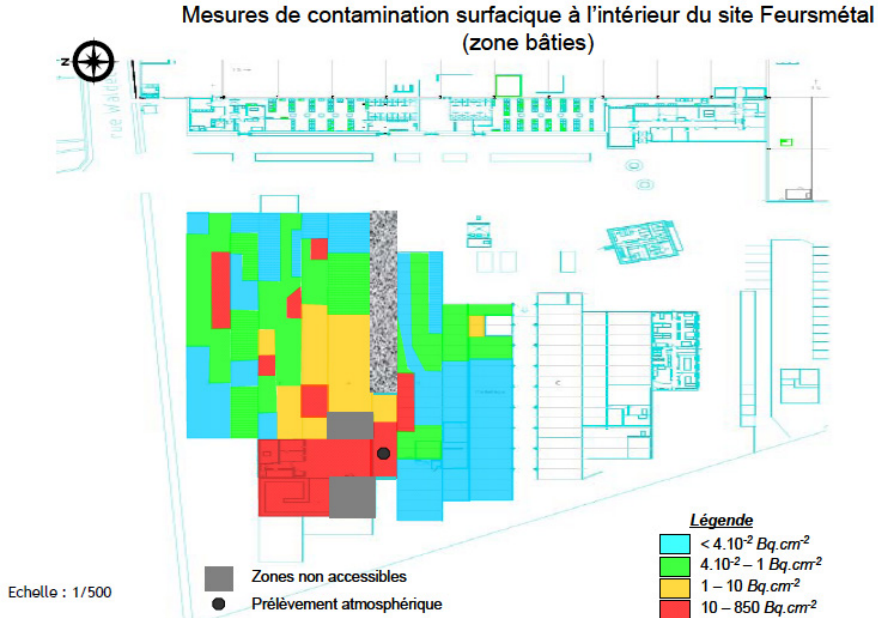 Mesures de contamination surfacique à l'intérieur du site Feursmétal
(zone bâties)
N
rue Waldec
Légende
< 4.10-2 Bq.cm-2
4.10-2 – 1 Bq.cm-2
1 – 10 Bq.cm-2
10 – 850 Bq.cm-2
Zones non accessibles
Prélèvement atmosphérique
Echelle : 1/500